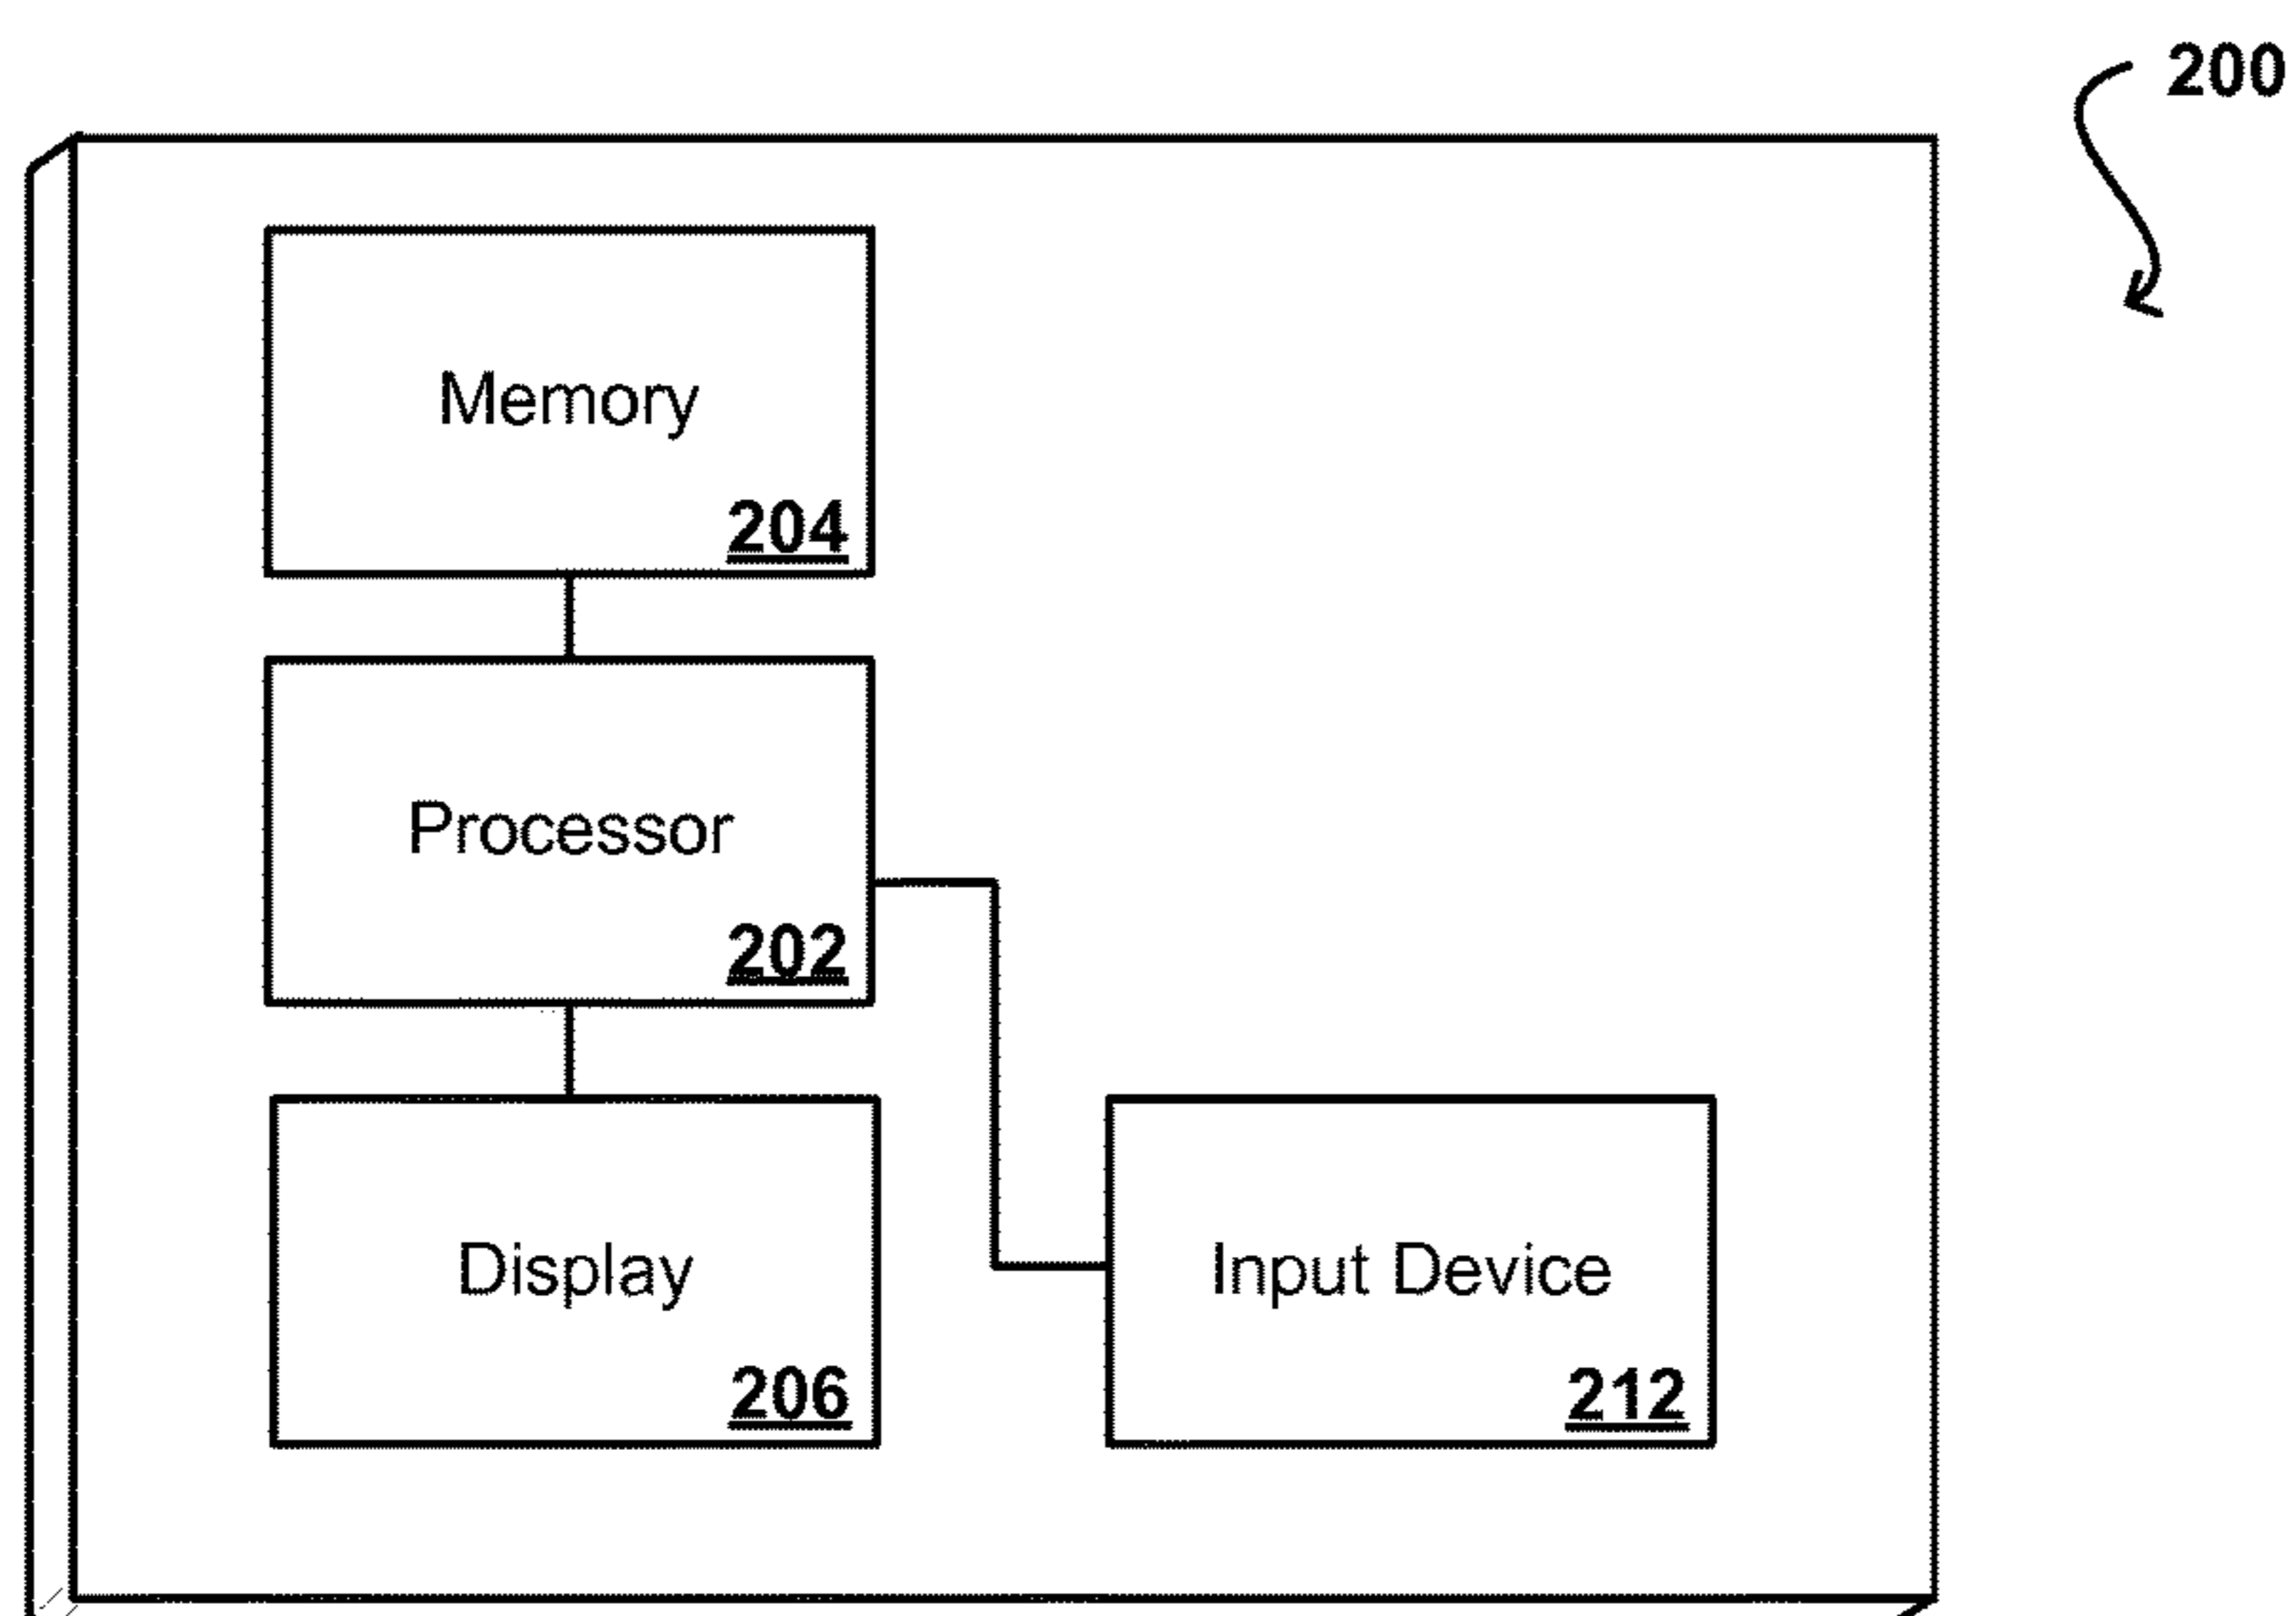 200
Memory
204
Processor
202
Display
206
Input Device
212